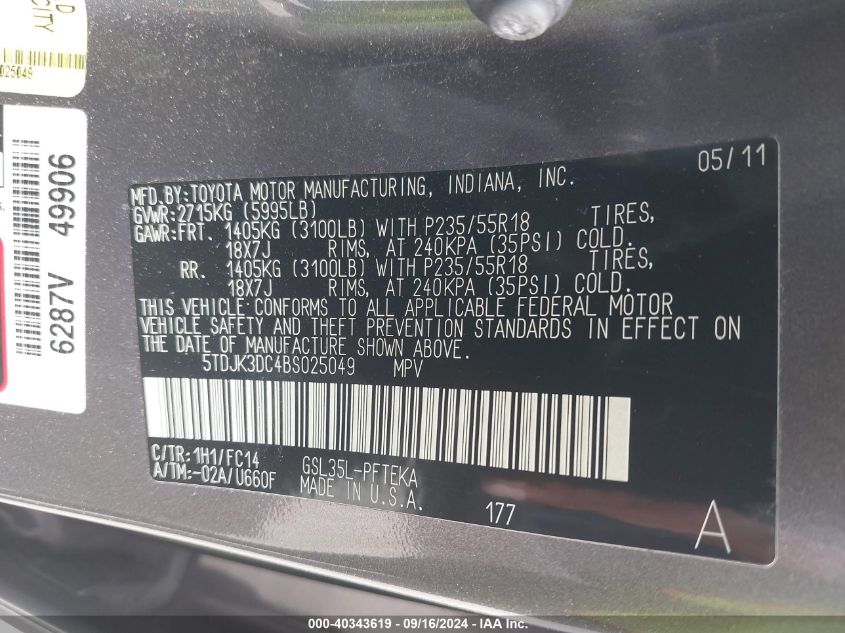 D
CITY
025049
6287V 49906
05/11
MFD.BY:TOYOTA MOTOR MANUFACTURING, INDIANA, INC.
GVWR:2715KG (5995LB)
GAWR:FRT. 1405KG (3100LB) WITH P235/55R18 TIRES,
18X7J RIMS, AT 240KPA (35PSI) COLD.
RR. 1405KG (3100LB) WITH P235/55R18 TIRES,
18X7J RIMS, AT 240KPA (35PSI) COLD.
THIS VEHICLE CONFORMS TO ALL APPLICABLE FEDERAL MOTOR
VEHICLE SAFETY AND THEFT PREVENTION STANDARDS IN EFFECT ON
THE DATE OF MANUFACTURE SHOWN ABOVE.
5TDJK3DC4BS025049 MPV
C/TR:1H1/FC14 GSL35L-PFTEKA
A/TM:-02A/U660F MADE IN U.S.A.
177 A
000-40343619 - 09/16/2024 - IAA Inc.